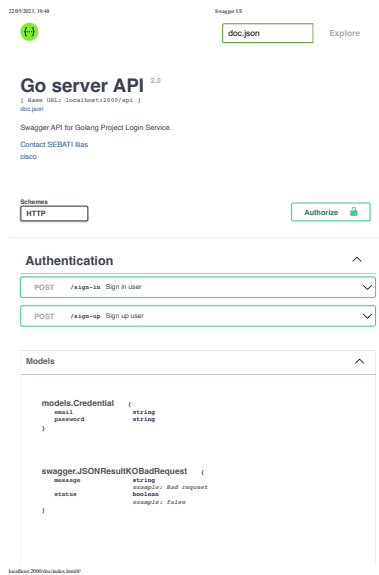 22/05/2023, 19:48 Swagger UI
{··} doc.json Explore
Go server API 2.0
[ Base URL: localhost:2000/api ]
doc.json
Swagger API for Golang Project Login Service.
Contact SEBATI Ilias
cisco
Schemes
HTTP Authorize
Authentication
POST /sign-in Sign in user
POST /sign-up Sign up user
Models
models.Credential {
email string
password string
}
swagger.JSONResultKOBadRequest {
message string
example: Bad request
status boolean
example: false
}
localhost:2000/doc/index.html#/